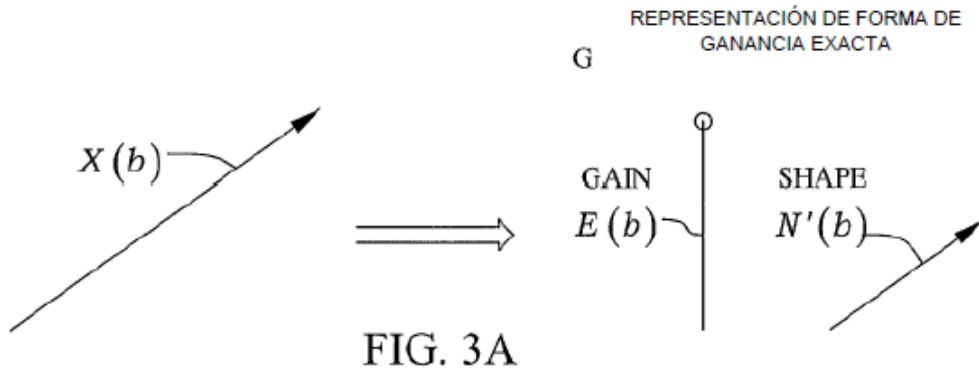 REPRESENTACIÓN DE FORMA DE
GANANCIA EXACTA
G
X(b)
GAIN
E(b)
SHAPE
N'(b)
FIG. 3A